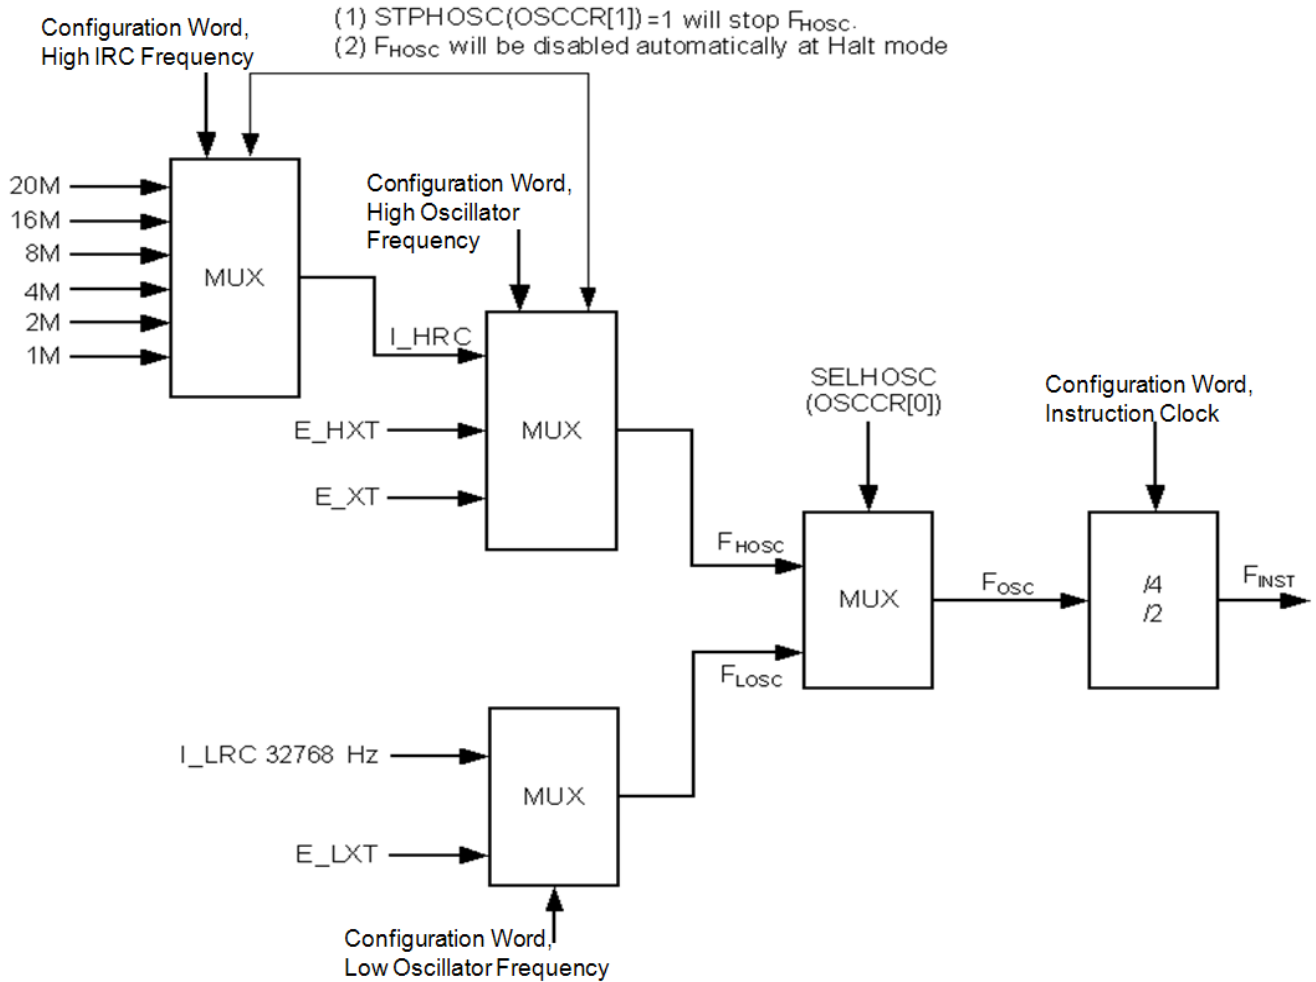 (1) STPHOSC(OSCCR[1])=1 will stop FHOSC.
(2) FHOSC will be disabled automatically at Halt mode
Configuration Word,
High IRC Frequency
20M
16M
8M
4M
2M
1M
MUX
Configuration Word,
High Oscillator
Frequency
I_HRC
E_HXT
E_XT
MUX
SELHOSC
(OSCCR[0])
Configuration Word,
Instruction Clock
FHOSC
FLOSC
MUX
FOSC
/4
/2
FINST
I_LRC 32768 Hz
E_LXT
MUX
Configuration Word,
Low Oscillator Frequency